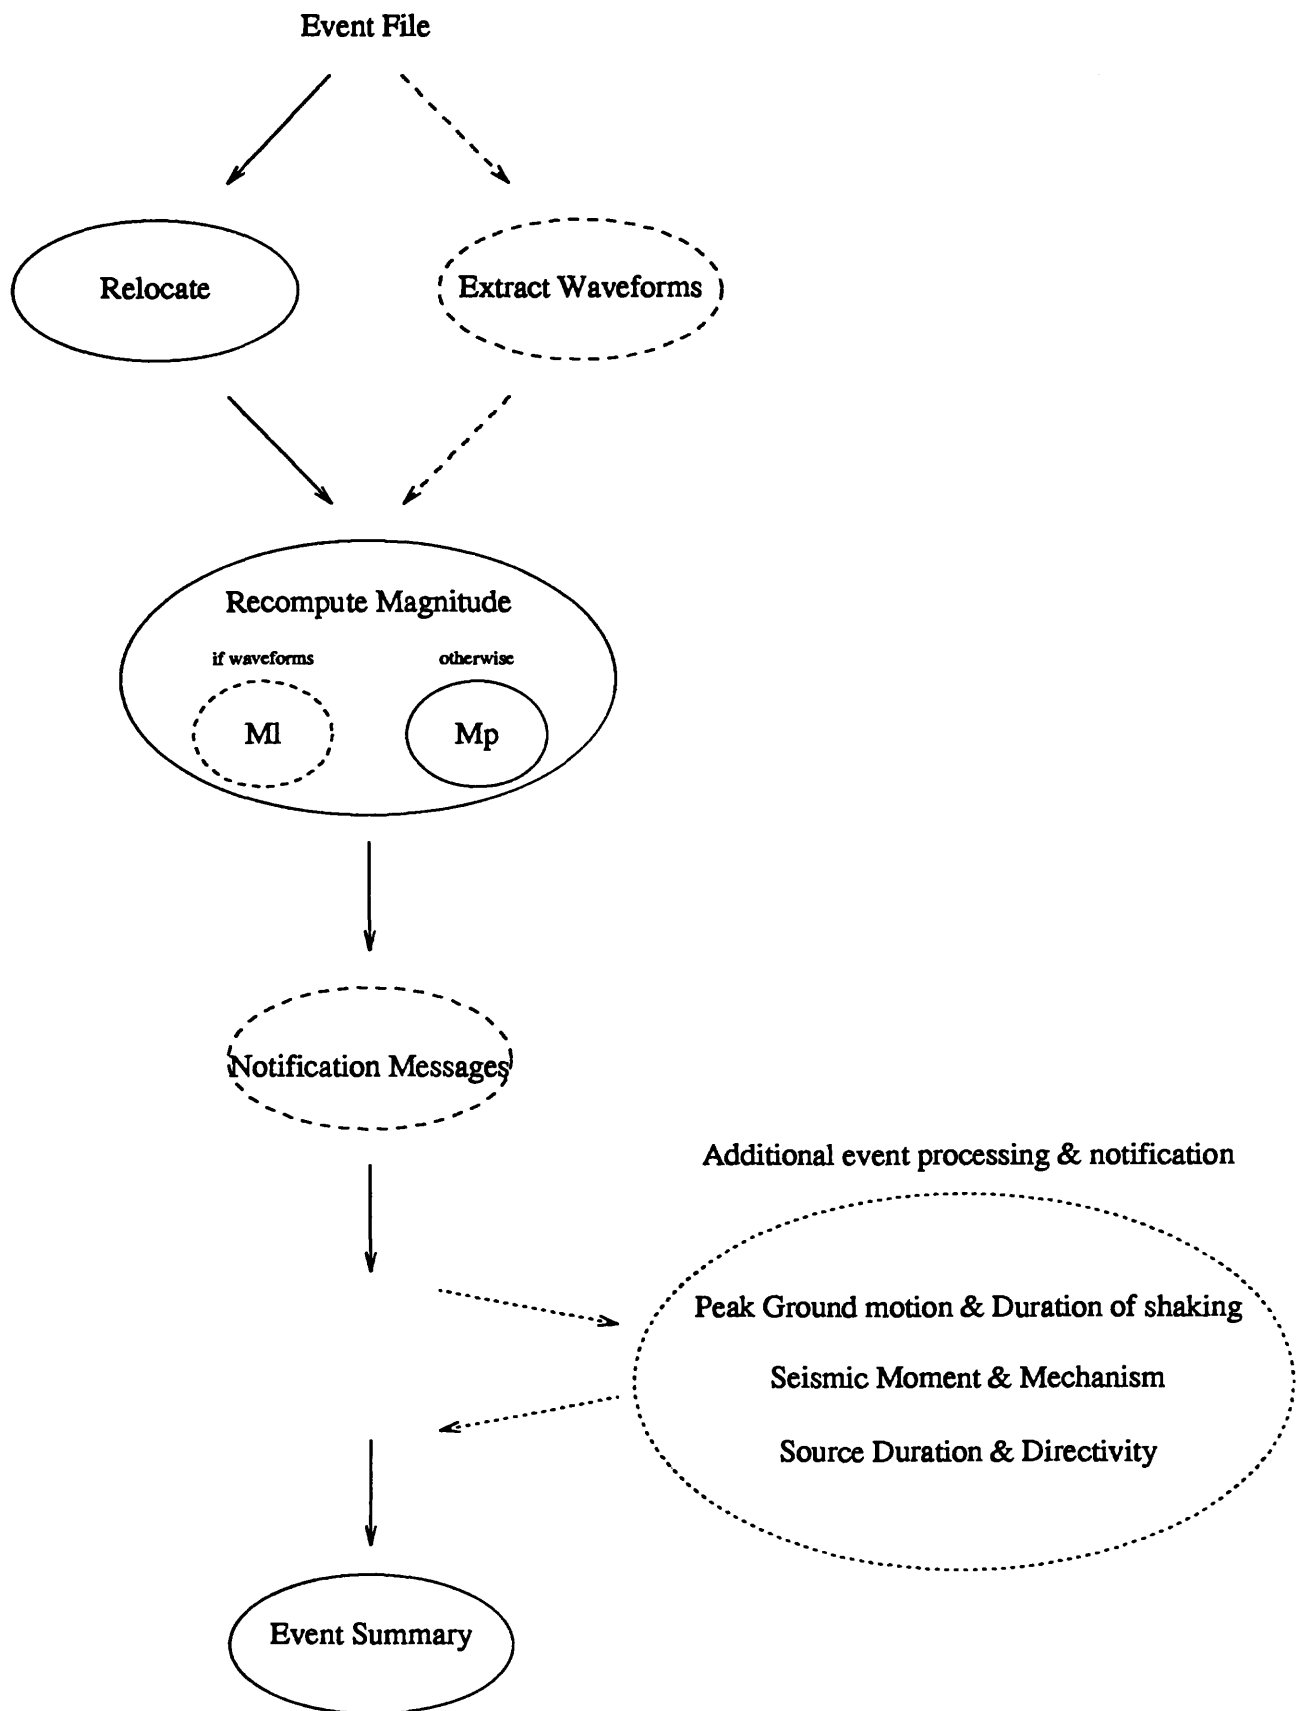 Event File
Relocate
Extract Waveforms
Recompute Magnitude
if waveforms
otherwise
Ml
Mp
Notification Messages
Additional event processing & notification
Peak Ground motion & Duration of shaking
Seismic Moment & Mechanism
Source Duration & Directivity
Event Summary